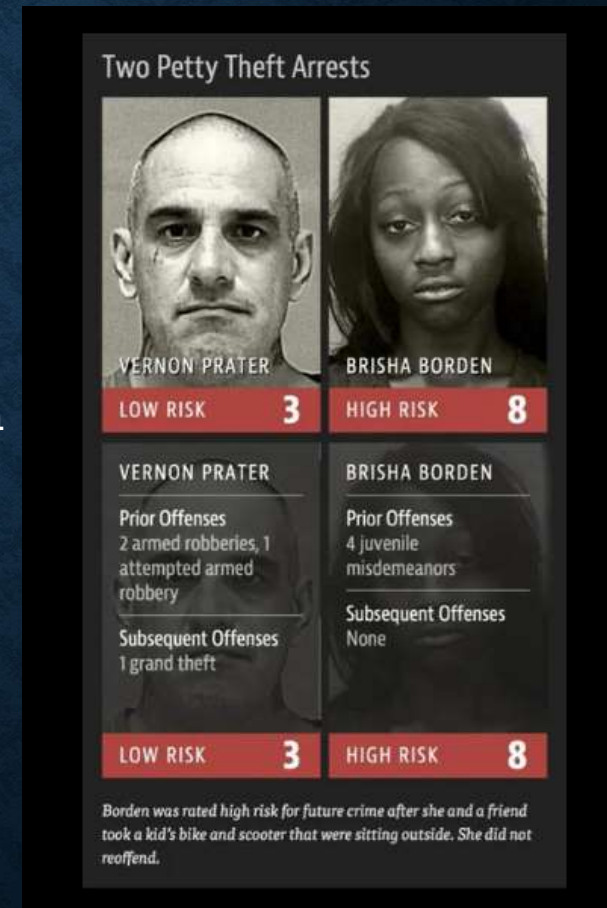 Two Petty Theft Arrests
VERNON PRATER
LOW RISK 3
BRISHA BORDEN
HIGH RISK 8
VERNON PRATER
Prior Offenses
2 armed robberies, 1
attempted armed
robbery
Subsequent Offenses
1 grand theft
LOW RISK 3
BRISHA BORDEN
Prior Offenses
4 juvenile
misdemeanors
Subsequent Offenses
None
HIGH RISK 8
Borden was rated high risk for future crime after she and a friend
took a kid's bike and scooter that were sitting outside. She did not
reoffend.